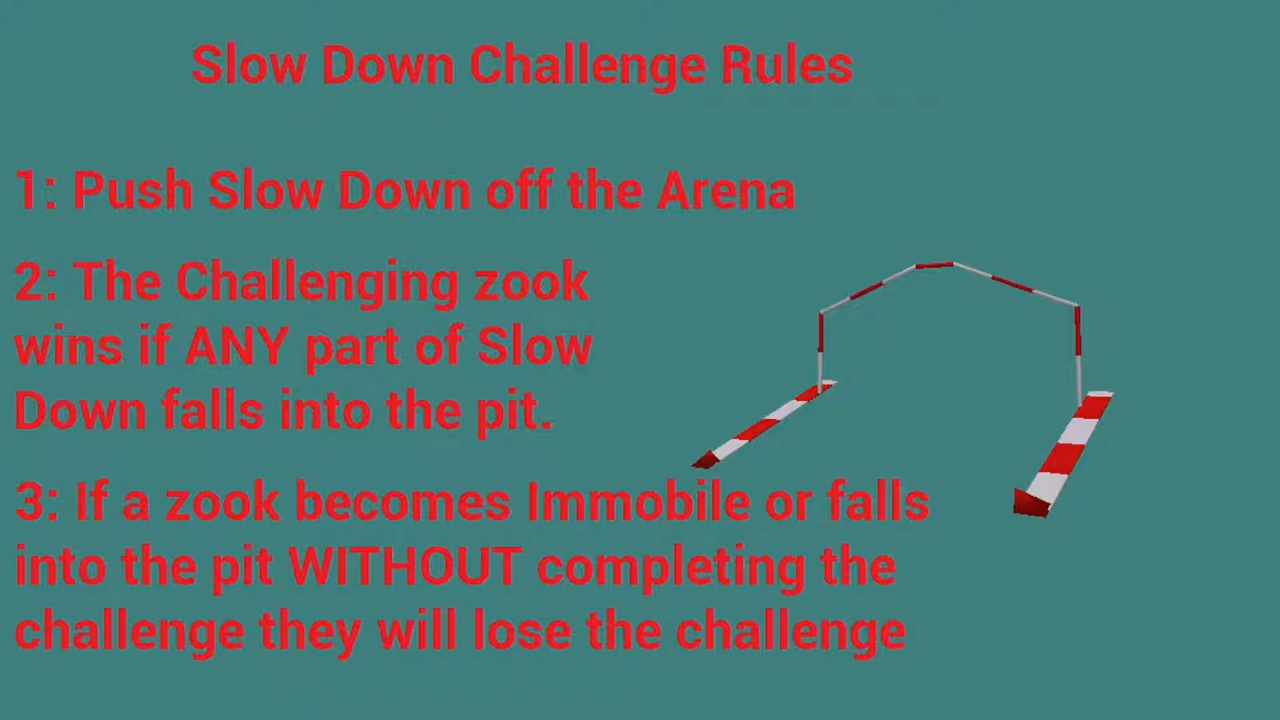 Slow Down Challenge Rules
1: Push Slow Down off the Arena
2: The Challenging zook
wins if ANY part of Slow
Down falls into the pit.
3: If a zook becomes Immobile or falls
into the pit WITHOUT completing the
challenge they will lose the challenge